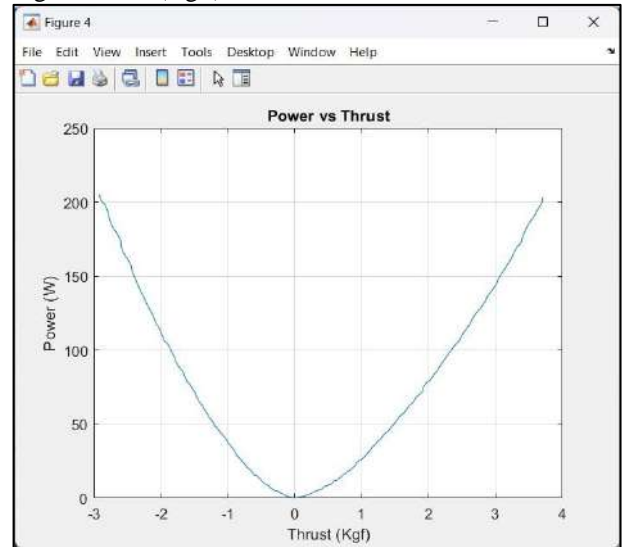 Figure 4
File Edit View Insert Tools Desktop Window Help
Power vs Thrust
250
200
150
100
50
0
Power (W)
-3 -2 -1 0 1 2 3 4
Thrust (Kgf)